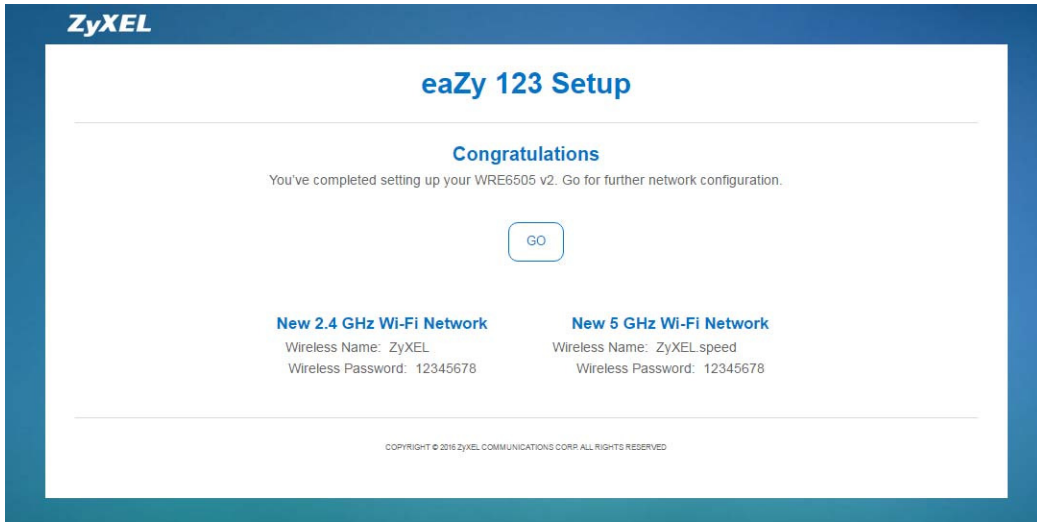 ZyXEL
eaZy 123 Setup
Congratulations
You've completed setting up your WRE6505 v2. Go for further network configuration.
GO
New 2.4 GHz Wi-Fi Network
Wireless Name: ZyXEL
Wireless Password: 12345678
New 5 GHz Wi-Fi Network
Wireless Name: ZyXEL.speed
Wireless Password: 12345678
COPYRIGHT © 2016 ZyXEL COMMUNICATIONS CORP. ALL RIGHTS RESERVED